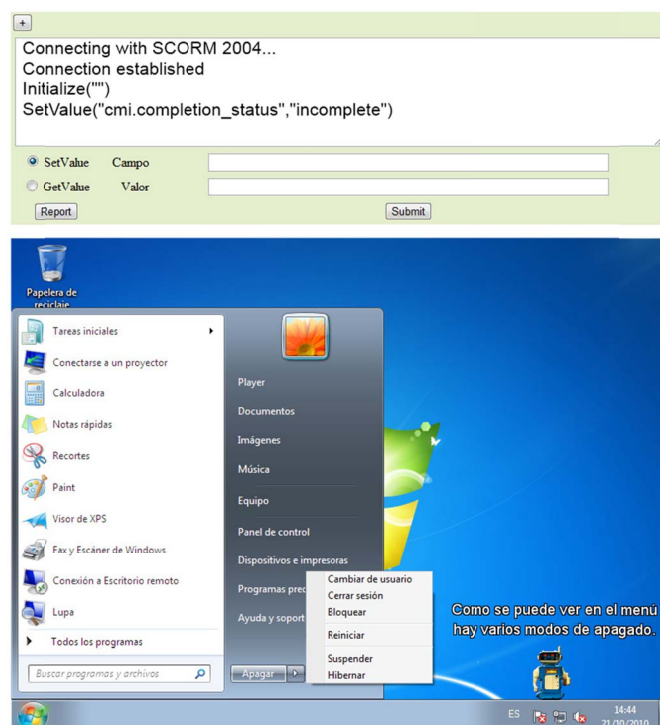 +
Connecting with SCORM 2004...
Connection established
Initialize("")
SetValue("cmi.completion_status","incomplete")
SetValue Campo
GetValue Valor
Report Submit
Papelera de
reciclaje
Tareas iniciales
Conectarse a un proyector
Calculadora
Notas rápidas
Recortes
Paint
Visor de XPS
Fax y Escáner de Windows
Conexión a Escritorio remoto
Lupa
Todos los programas
Buscar programas y archivos
Player
Documentos
Imágenes
Música
Equipo
Panel de control
Dispositivos e impresoras
Programas pred
Ayuda y soport
Apagar
Cambiar de usuario
Cerrar sesión
Bloquear
Reiniciar
Suspender
Hibernar
Como se puede ver en el menú
hay varios modos de apagado.
ES 14:44
21/10/2010